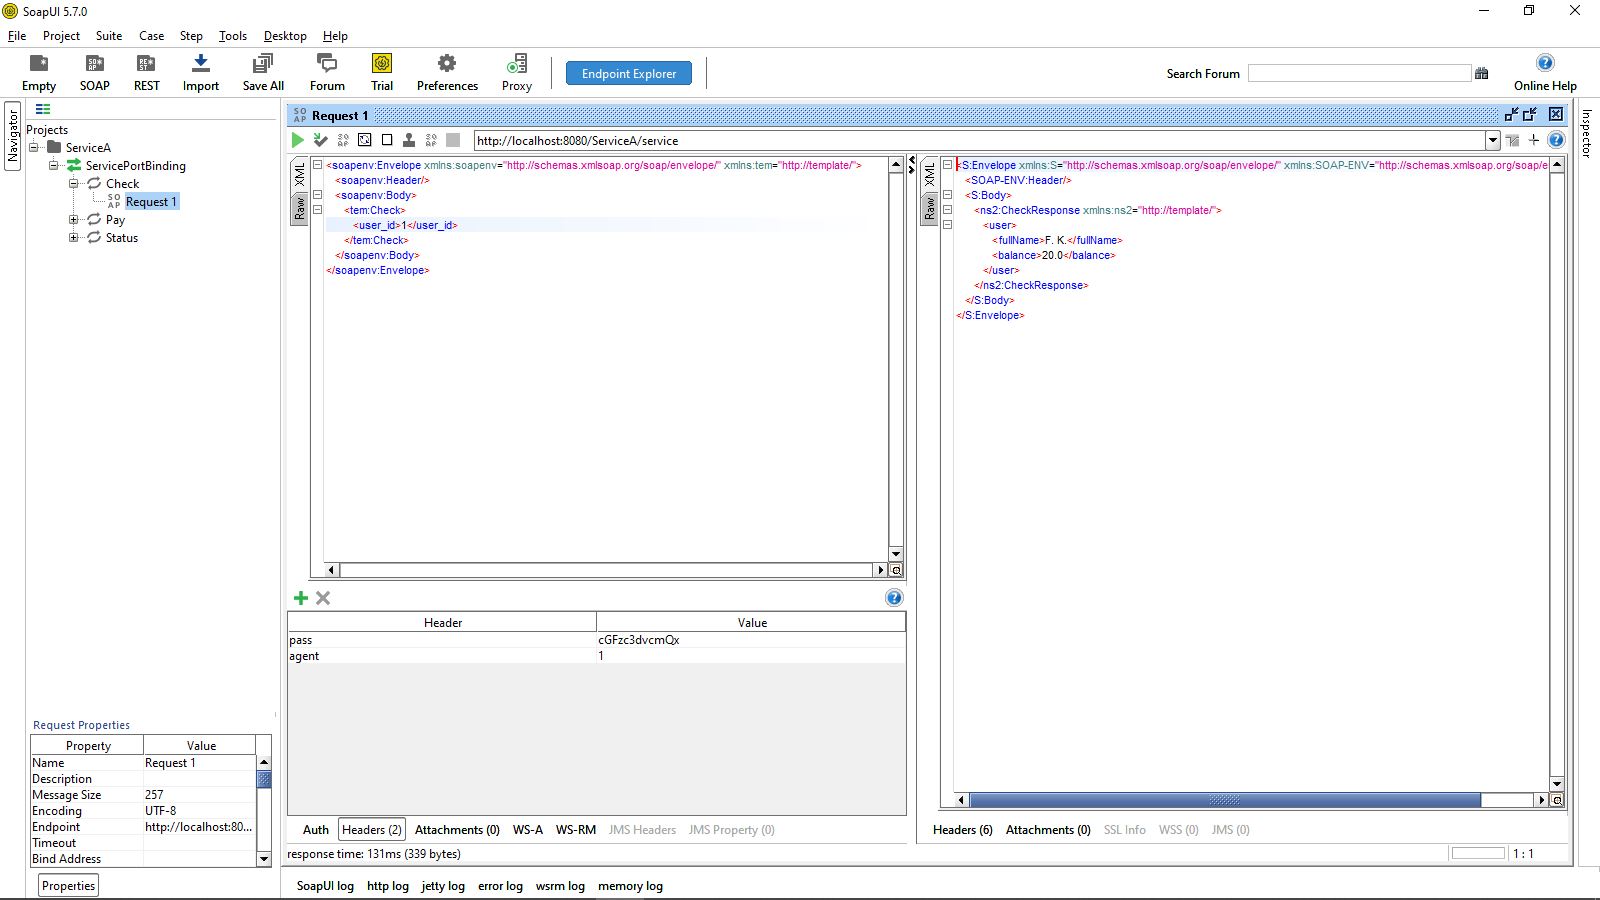 SoapUI 5.7.0
File Project Suite Case Step Tools Desktop Help
Empty SOAP REST Import Save All Forum Trial Preferences Proxy Endpoint Explorer Search Forum Online Help
Navigator
Projects
ServiceA
ServicePortBinding
Check
Request 1
Pay
Status
Request Properties
Property Value
Name Request 1
Description
Message Size 257
Encoding UTF-8
Endpoint http://localhost:80...
Timeout
Bind Address
Properties
Request 1
http://localhost:8080/ServiceA/service
XML
Raw
<soapenv:Envelope xmlns:soapenv="http://schemas.xmlsoap.org/soap/envelope/" xmlns:tem="http://template/">
<soapenv:Header/>
<soapenv:Body>
<tem:Check>
<user_id>1</user_id>
</tem:Check>
</soapenv:Body>
</soapenv:Envelope>
Header Value
pass cGFzc3dvcmQx
agent 1
Auth Headers (2) Attachments (0) WS-A WS-RM JMS Headers JMS Property (0)
response time: 131ms (339 bytes)
XML
Raw
<S:Envelope xmlns:S="http://schemas.xmlsoap.org/soap/envelope/" xmlns:SOAP-ENV="http://schemas.xmlsoap.org/soap/e
<SOAP-ENV:Header/>
<S:Body>
<ns2:CheckResponse xmlns:ns2="http://template/">
<user>
<fullName>F. K.</fullName>
<balance>20.0</balance>
</user>
</ns2:CheckResponse>
</S:Body>
</S:Envelope>
Headers (6) Attachments (0) SSL Info WSS (0) JMS (0)
1 : 1
Inspector
SoapUI log http log jetty log error log wsrm log memory log